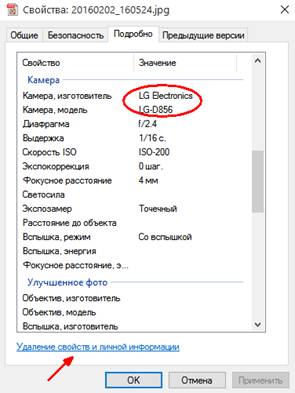 Свойства: 20160202_160524.jpg
Общие Безопасность Подробно Предыдущие версии
Свойство Значение
Камера
Камера, изготовитель LG Electronics
Камера, модель LG-D856
Диафрагма f/2.4
Выдержка 1/16 с.
Скорость ISO ISO-200
Экспокоррекция 0 шаг.
Фокусное расстояние 4 мм
Светосила
Экспозамер Точечный
Расстояние до объекта
Вспышка, режим Со вспышкой
Вспышка, энергия
Фокусное расстояние, э...
Улучшенное фото
Объектив, изготовитель
Объектив, модель
Вспышка, изготовитель
Удаление свойств и личной информации
ОК Отмена Применить